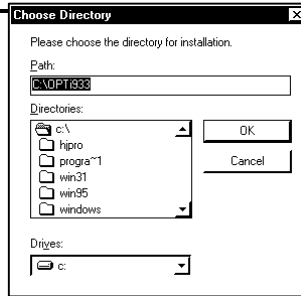 Choose Directory
Please choose the directory for installation.
Path:
C:\OPTi933
Directories:
c:\
hjpro
progra~1
win31
win95
windows
OK
Cancel
Drives:
c: